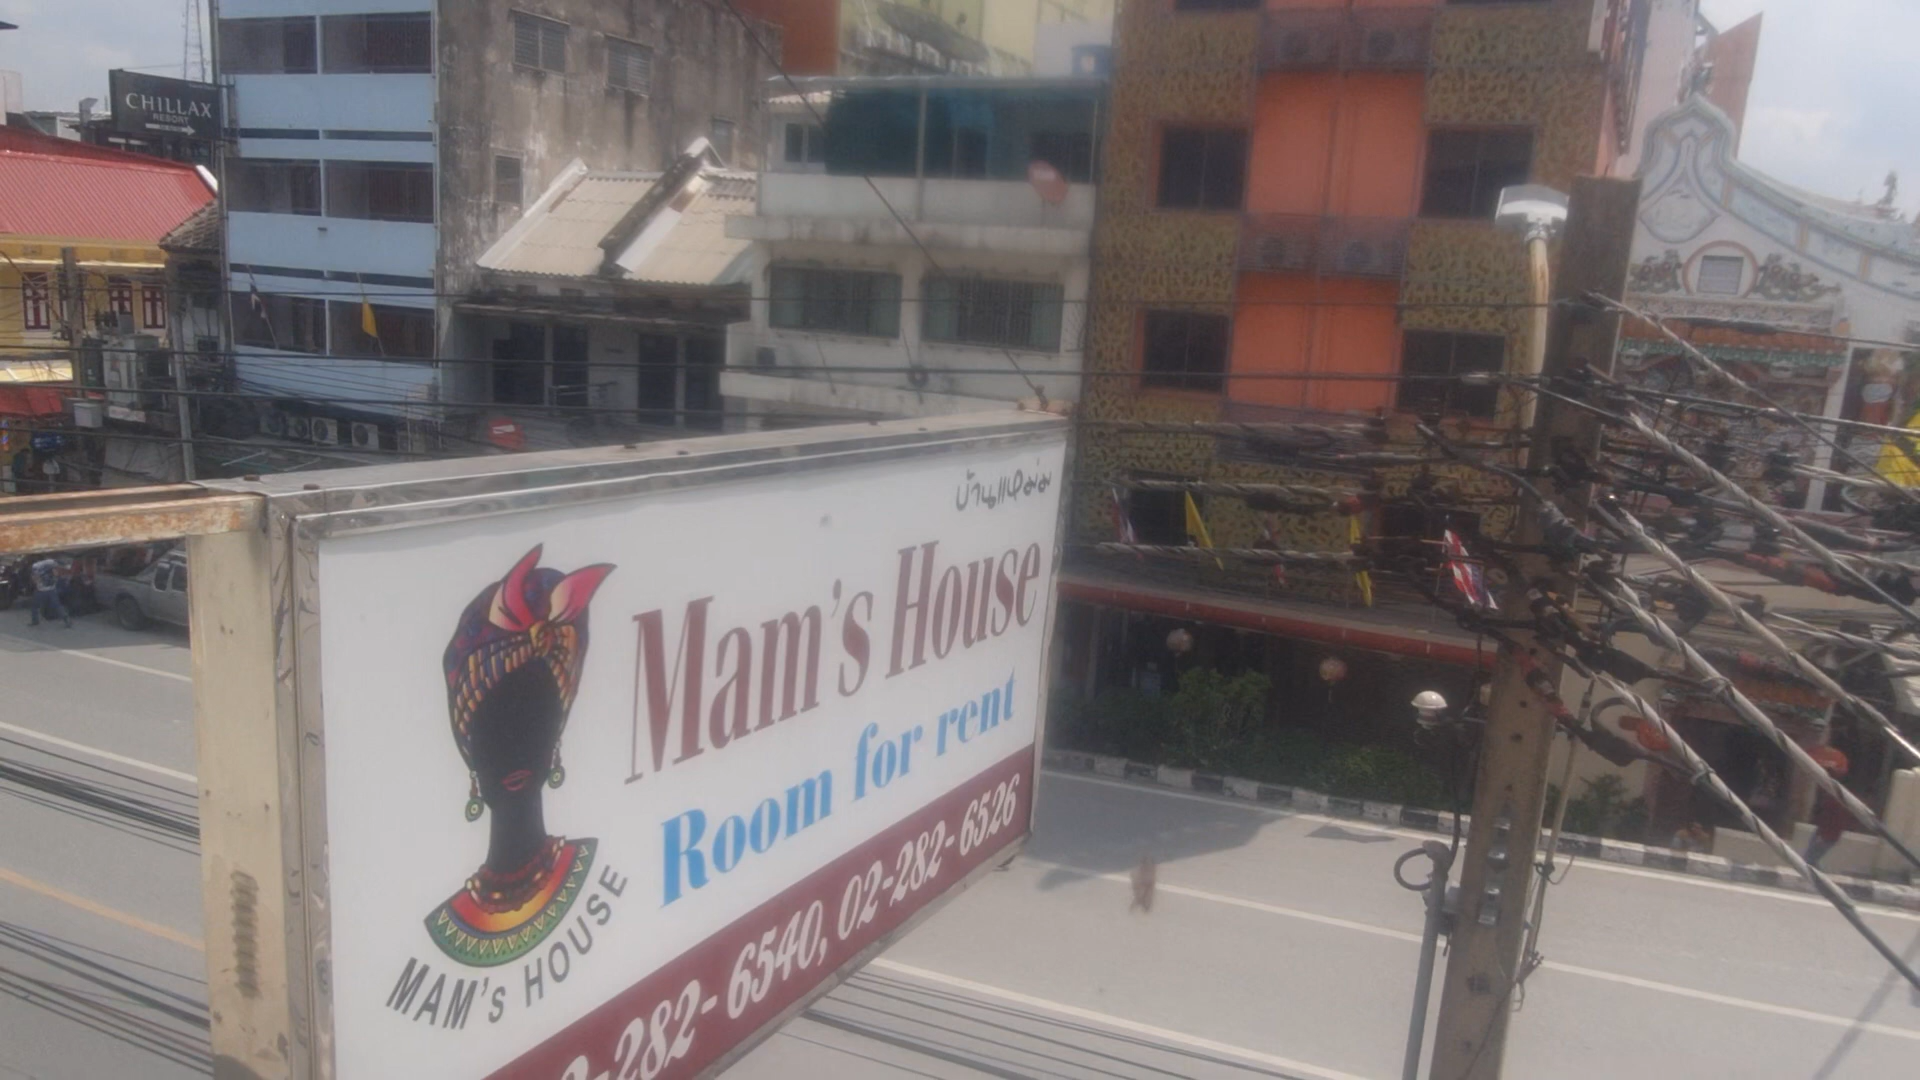 CHILLAX
RESORT
บ้านแหม่ม
Mam's House
Room for rent
2-282-6540, 02-282-6526
MAM's HOUSE